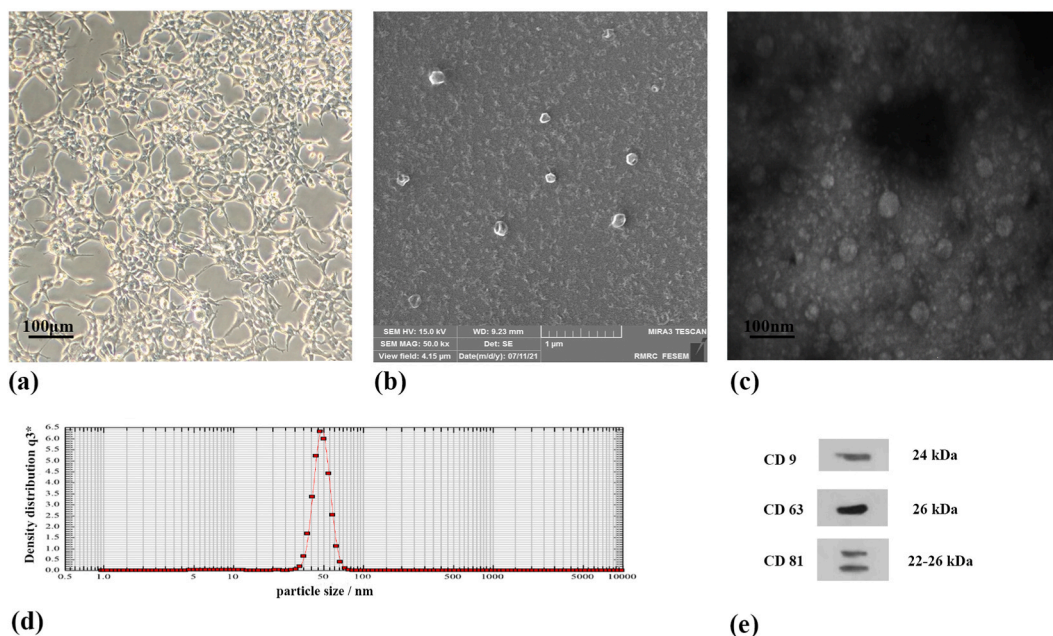 100μm
SEM HV: 15.0 kV
WD: 9.23 mm
MIRA3 TESCAN
SEM MAG: 50.0 kx
Det: SE
1 μm
View field: 4.15 μm
Date(m/d/y): 07/11/21
RMRC FESEM
100nm
(a)
(b)
(c)
Density distribution q3*
6.5
6.0
5.5
5.0
4.5
4.0
3.5
3.0
2.5
2.0
1.5
1.0
0.5
0.0
0.5
1.0
5
10
50
100
500
1000
5000
10000
particle size / nm
CD 9
24 kDa
CD 63
26 kDa
CD 81
22-26 kDa
(d)
(e)